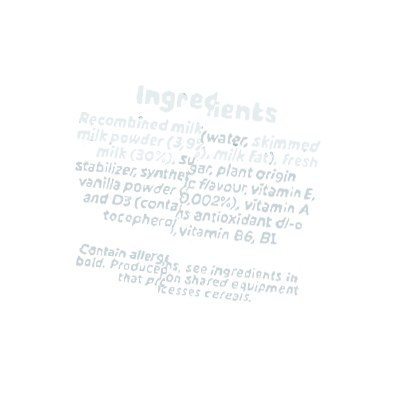 Ingredients
Recombined milk (water, skimmed
milk powder (3,9%), milk fat), fresh
milk (30%), sugar, plant origin
stabilizer, synthetic flavour, vitamin E,
vanilla powder 0,002%), vitamin A
and D3 (contains antioxidant dl-α
tocopherol, vitamin B6, B1
Contain allergens, see ingredients in
bold. Produced on shared equipment
that processes cereals.